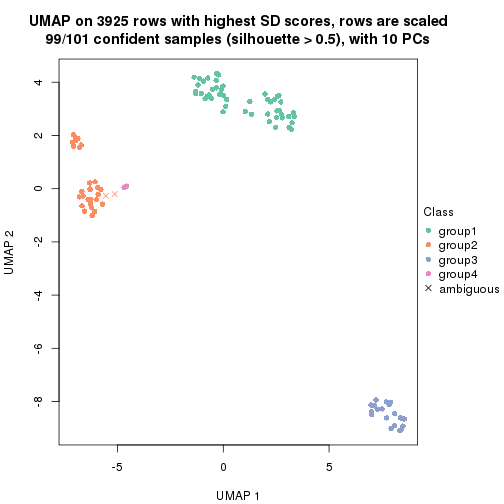 UMAP on 3925 rows with highest SD scores, rows are scaled
99/101 confident samples (silhouette > 0.5), with 10 PCs
4
2
0
-2
-4
-6
-8
UMAP 2
-5
0
5
UMAP 1
Class
group1
group2
group3
group4
ambiguous